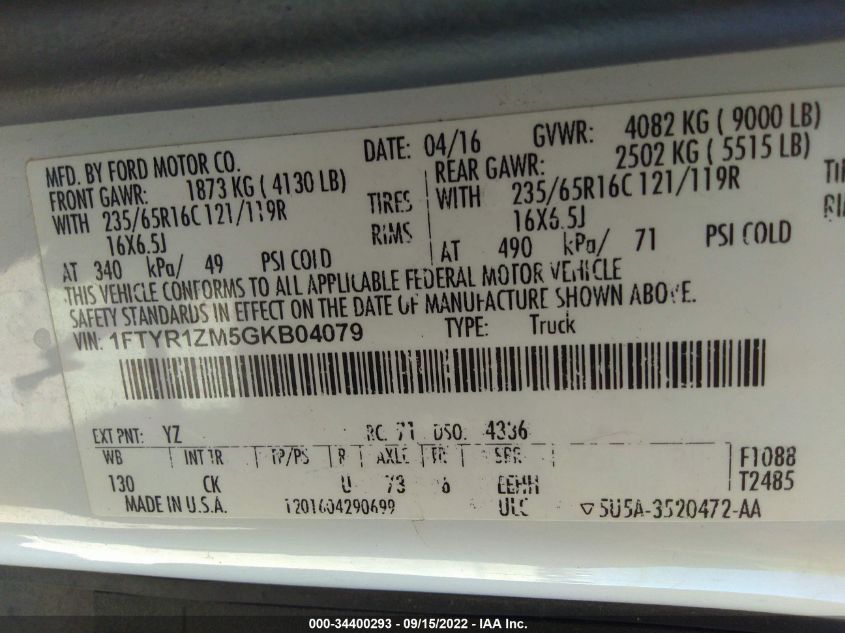 MFD. BY FORD MOTOR CO. DATE: 04/16 GVWR: 4082 KG ( 9000 LB)
FRONT GAWR: 1873 KG ( 4130 LB) REAR GAWR: 2502 KG ( 5515 LB)
WITH 235/65R16C 121/119R TIRES WITH 235/65R16C 121/119R
16X6.5J RIMS 16X6.5J
AT 340 kPa/ 49 PSI COLD AT 490 kPa/ 71 PSI COLD
THIS VEHICLE CONFORMS TO ALL APPLICABLE FEDERAL MOTOR VEHICLE
SAFETY STANDARDS IN EFFECT ON THE DATE OF MANUFACTURE SHOWN ABOVE.
VIN: 1FTYR1ZM5GKB04079 TYPE: Truck
EXT PNT: YZ RC: 71 DSO: 4336
WB INT TR TP/PS R AXLE TR SPR F1088
130 CK U 73 6 EEHH T2485
MADE IN U.S.A. T201604290699 ULC ▽5U5A-3520472-AA
000-34400293 - 09/15/2022 - IAA Inc.